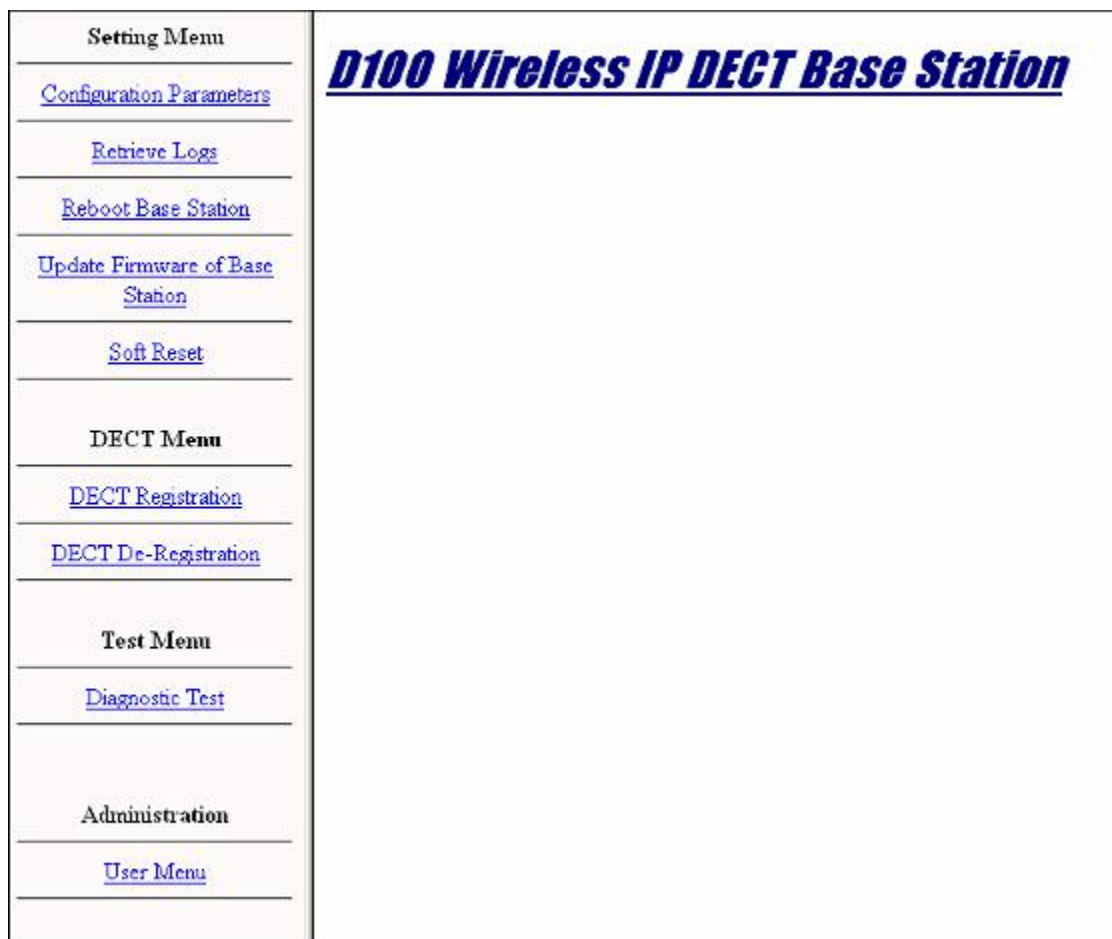 Setting Menu
Configuration Parameters
Retrieve Logs
Reboot Base Station
Update Firmware of Base
Station
Soft Reset
DECT Menu
DECT Registration
DECT De-Registration
Test Menu
Diagnostic Test
Administration
User Menu
D100 Wireless IP DECT Base Station